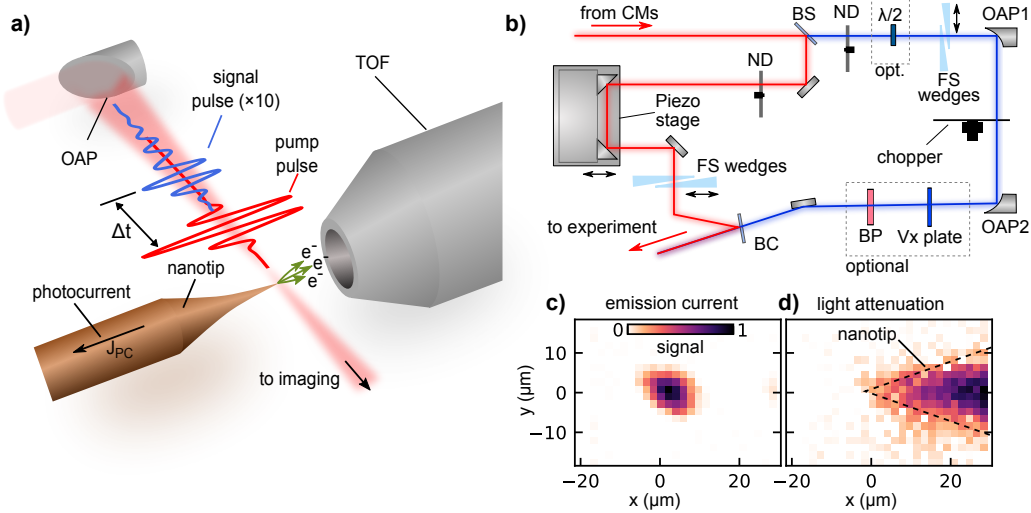 a)
signal
pulse (×10)
TOF
OAP
pump
pulse
Δt
nanotip
e⁻
e⁻
e⁻
photocurrent
J_PC
to imaging
b)
from CMs
BS
ND
λ/2
OAP1
opt.
FS
wedges
ND
Piezo
stage
chopper
FS wedges
to experiment
BC
BP
Vx plate
OAP2
optional
c)
emission current
d)
light attenuation
0
1
signal
nanotip
y (μm)
10
0
−10
−20
0
20
x (μm)
−20
0
20
x (μm)